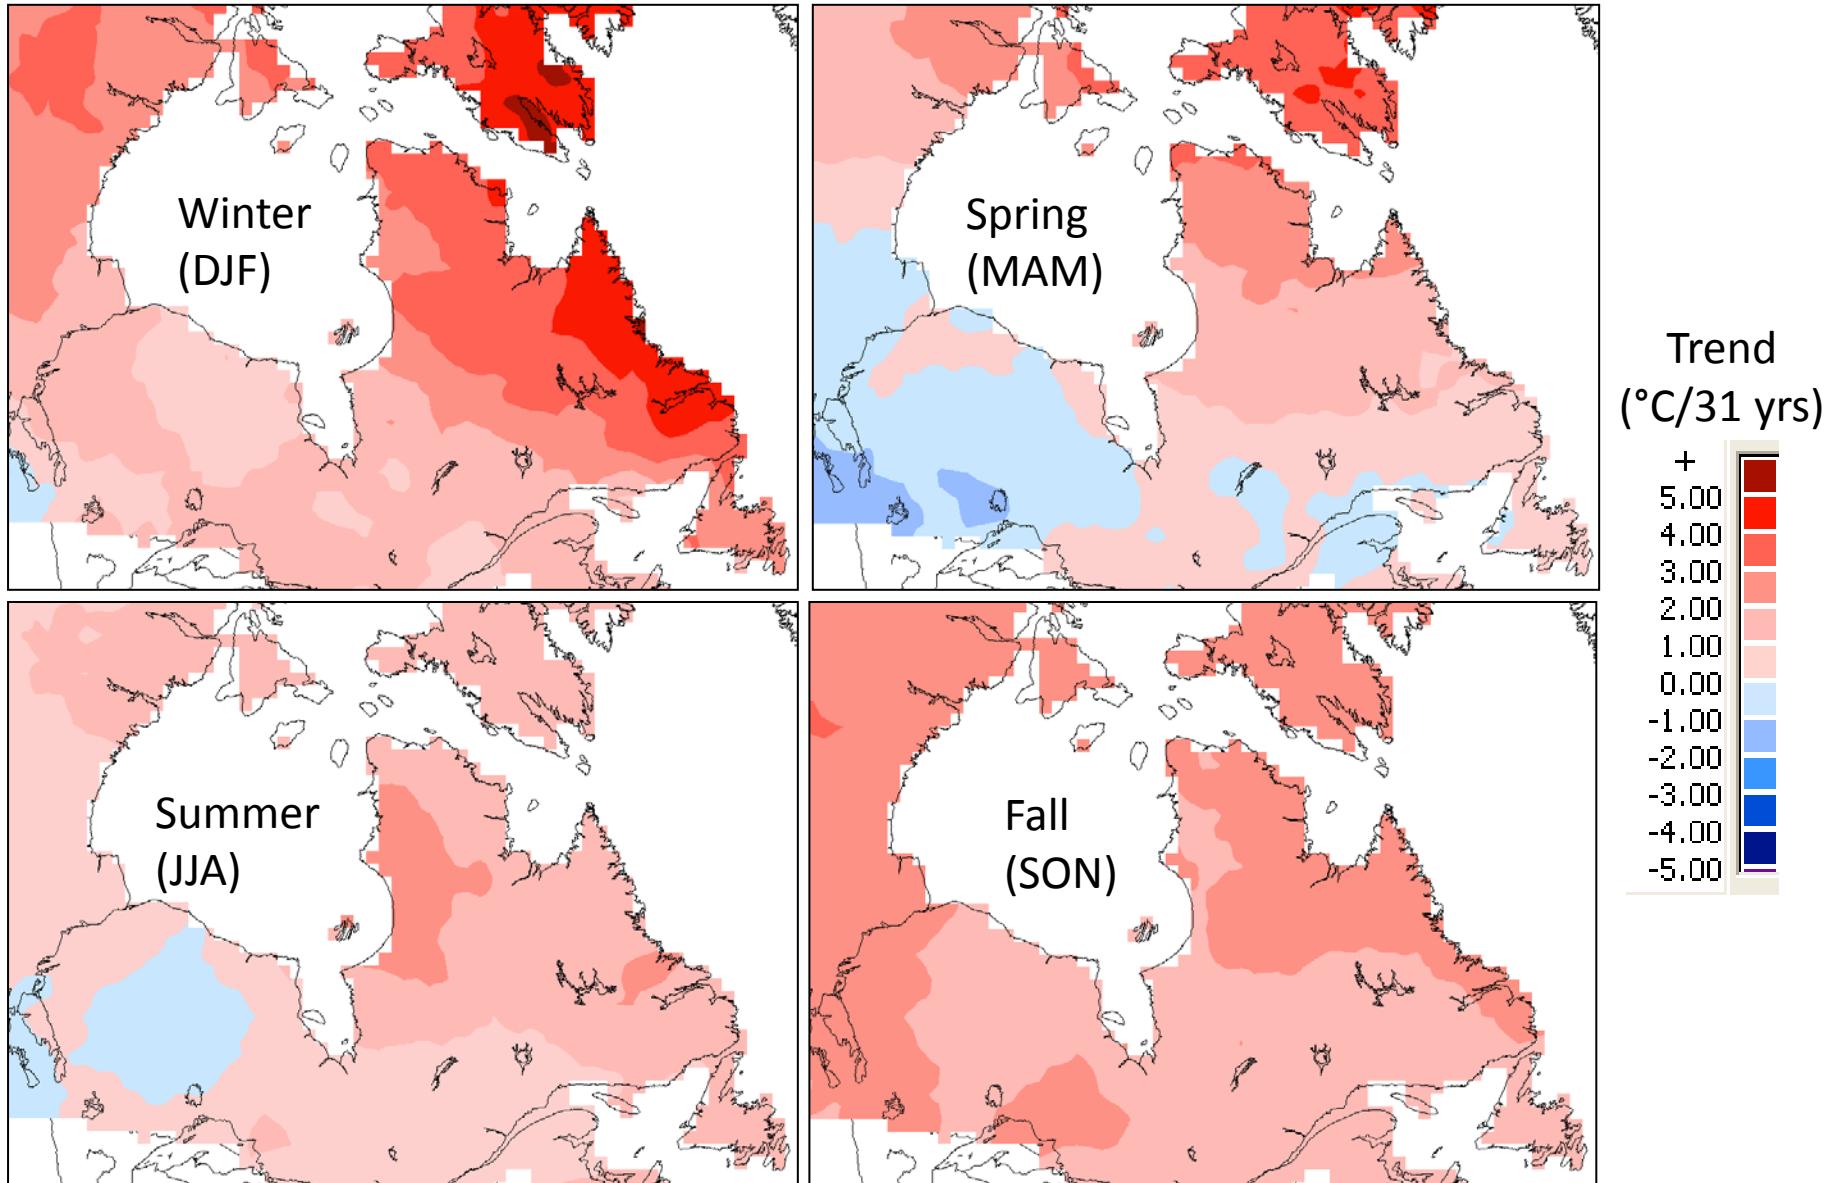 Winter
(DJF)
Spring
(MAM)
Summer
(JJA)
Fall
(SON)
Trend
(°C/31 yrs)
+
5.00
4.00
3.00
2.00
1.00
0.00
-1.00
-2.00
-3.00
-4.00
-5.00